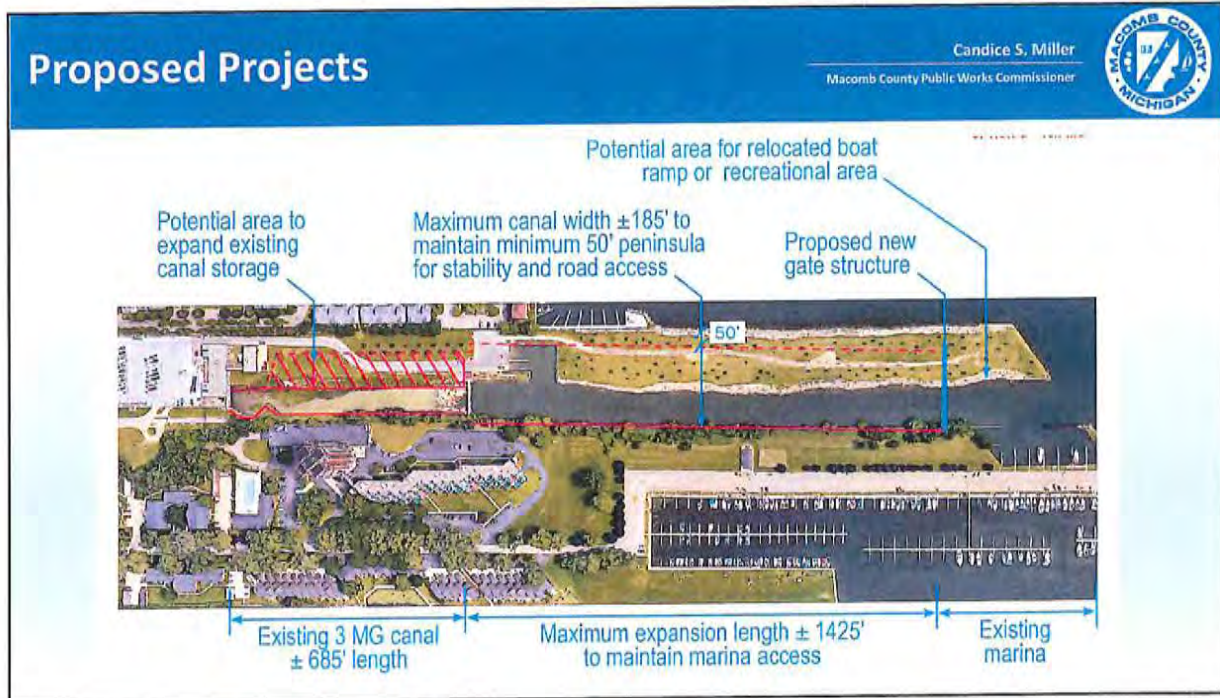 Proposed Projects
Candice S. Miller
Macomb County Public Works Commissioner
MACOMB COUNTY
MICHIGAN
Potential area for relocated boat
ramp or recreational area
Potential area to
expand existing
canal storage
Maximum canal width ±185' to
maintain minimum 50' peninsula
for stability and road access
Proposed new
gate structure
50'
Existing 3 MG canal
± 685' length
Maximum expansion length ± 1425'
to maintain marina access
Existing
marina